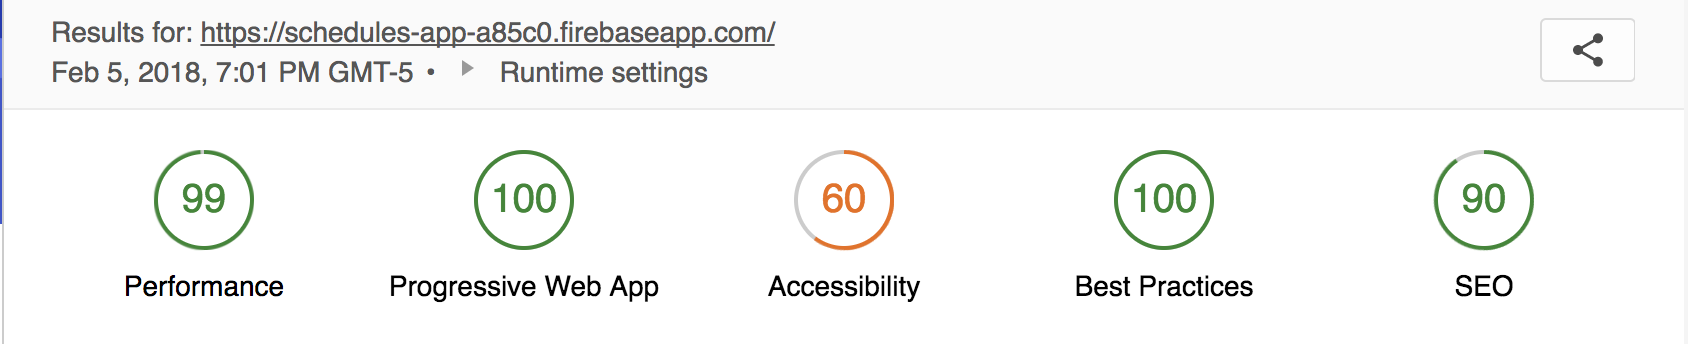 Results for: https://schedules-app-a85c0.firebaseapp.com/
Feb 5, 2018, 7:01 PM GMT-5 • Runtime settings
99 100 60 100 90
Performance Progressive Web App Accessibility Best Practices SEO